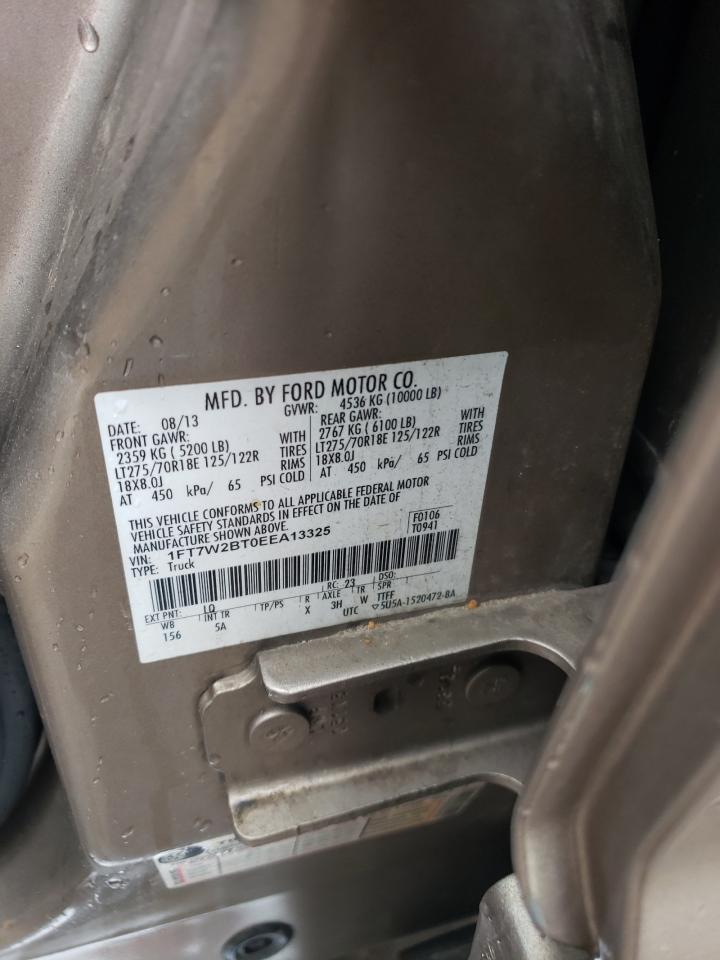 MFD. BY FORD MOTOR CO.
DATE: 08/13 GVWR: 4536 KG (10000 LB)
FRONT GAWR: REAR GAWR:
2359 KG ( 5200 LB) WITH 2767 KG ( 6100 LB) WITH
LT275/70R18E 125/122R TIRES LT275/70R18E 125/122R TIRES
18X8.0J RIMS 18X8.0J RIMS
AT 450 kPa/ 65 PSI COLD AT 450 kPa/ 65 PSI COLD
THIS VEHICLE CONFORMS TO ALL APPLICABLE FEDERAL MOTOR
VEHICLE SAFETY STANDARDS IN EFFECT ON THE DATE OF
MANUFACTURE SHOWN ABOVE.
VIN: 1FT7W2BT0EEA13325 F0106
TYPE: Truck T0941
EXT PNT: LQ RC: 23 DSO:
WB INT TR TP/PS R AXLE TR SPR
156 5A X 3H W TTFF
UTC ▽5U5A-1520472-BA